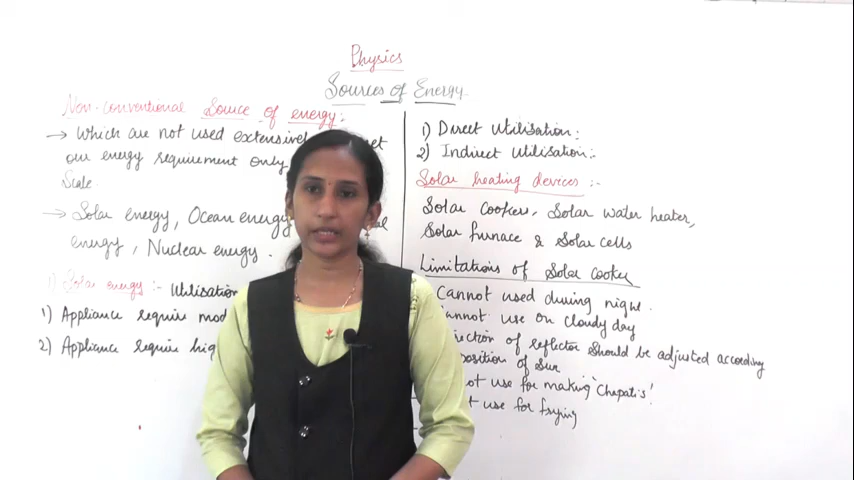 Physics
Sources of Energy
Non-conventional Source of energy :-
→ Which are not used extensively
our energy requirement only
Scale.
→ Solar energy, Ocean energy
energy, Nuclear energy.
1) Solar energy :- Utilisation
1) Appliance require
2) Appliance require
1) Direct Utilisation:
2) Indirect Utilisation:-
Solar heating devices :-
Solar Cooker, Solar water heater,
Solar furnace & Solar cells
Limitations of Solar Cooker
Cannot used during night.
Cannot use on cloudy day
of reflector should be adjusted according
position of Sun
use for making "Chapatis".
use for frying